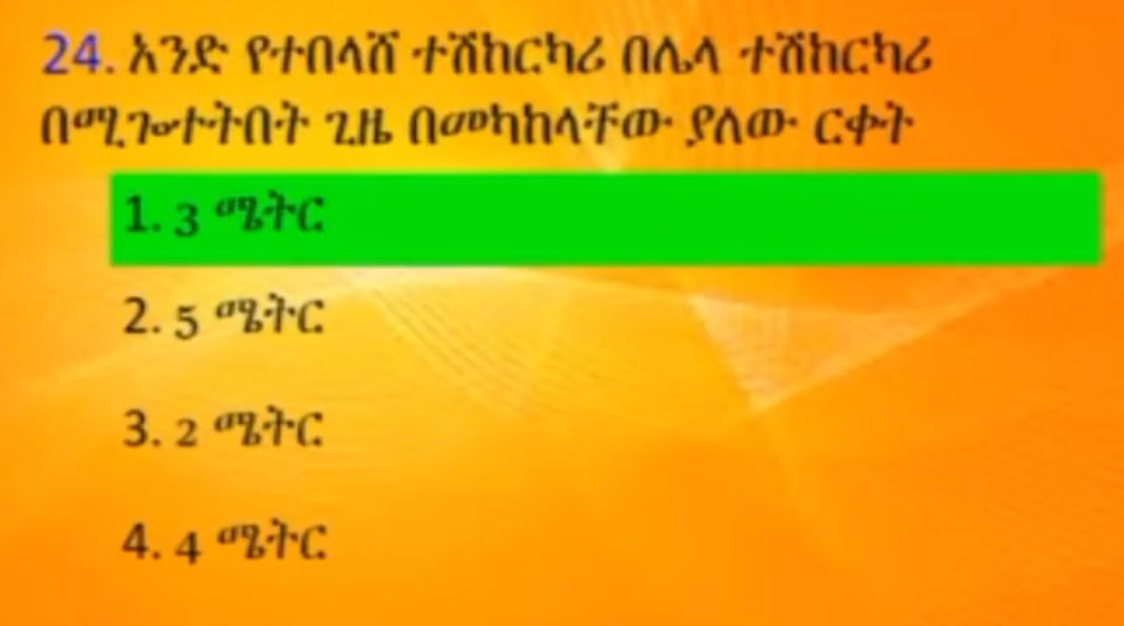 24. አንድ የተበላሸ ተሽከርካሪ በሌላ ተሽከርካሪ
በሚጎተትበት ጊዜ በመካከላቸው ያለው ርቀት
1. 3 ሜትር
2. 5 ሜትር
3. 2 ሜትር
4. 4 ሜትር